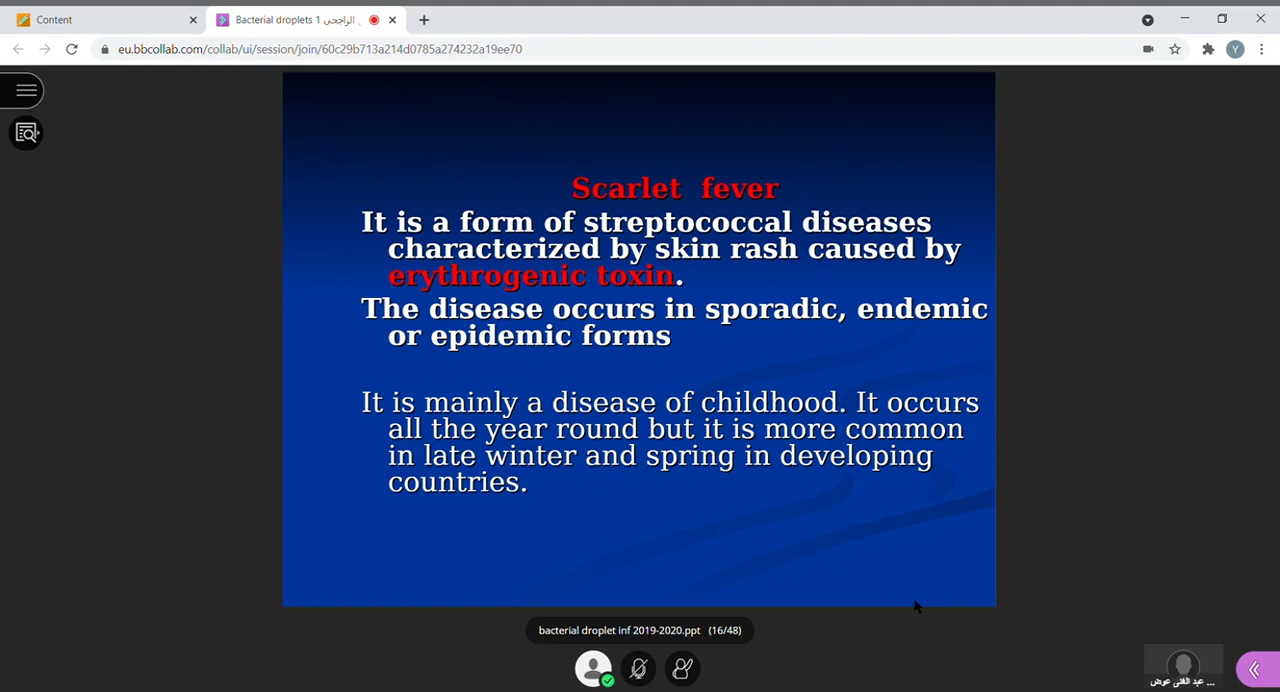 Content
Bacterial droplets 1 الراجحى
eu.bbcollab.com/collab/ui/session/join/60c29b713a214d0785a274232a19ee70
Y
Scarlet fever
It is a form of streptococcal diseases
characterized by skin rash caused by
erythrogenic toxin.
The disease occurs in sporadic, endemic
or epidemic forms
It is mainly a disease of childhood. It occurs
all the year round but it is more common
in late winter and spring in developing
countries.
bacterial droplet inf 2019-2020.ppt (16/48)
عبد الغنى عوض ...